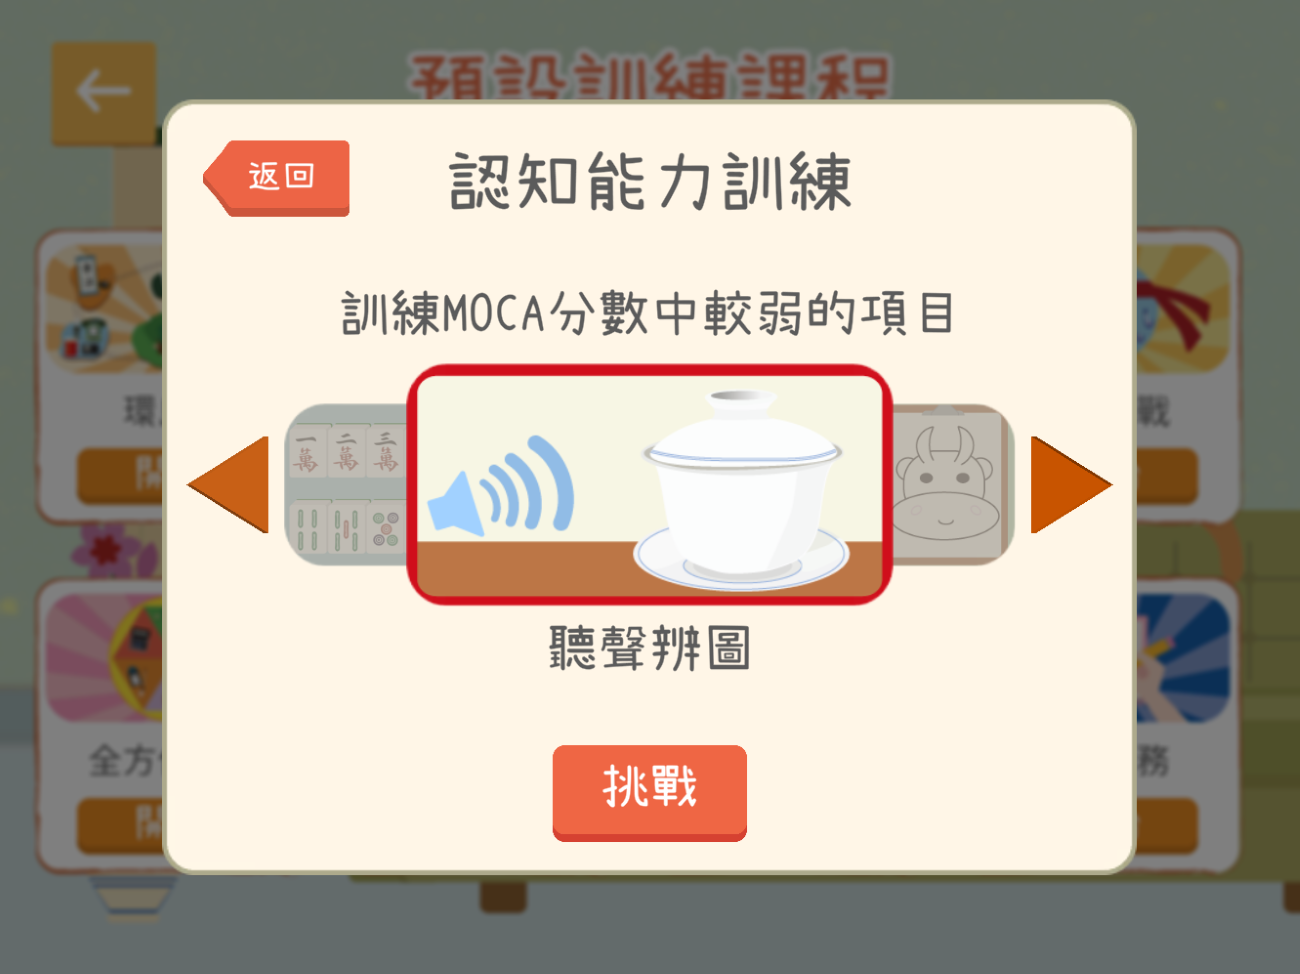 預設訓練課程
返回
認知能力訓練
訓練MOCA分數中較弱的項目
一萬 二萬 三萬
聽聲辨圖
挑戰
環
戰
開
全方
務
開